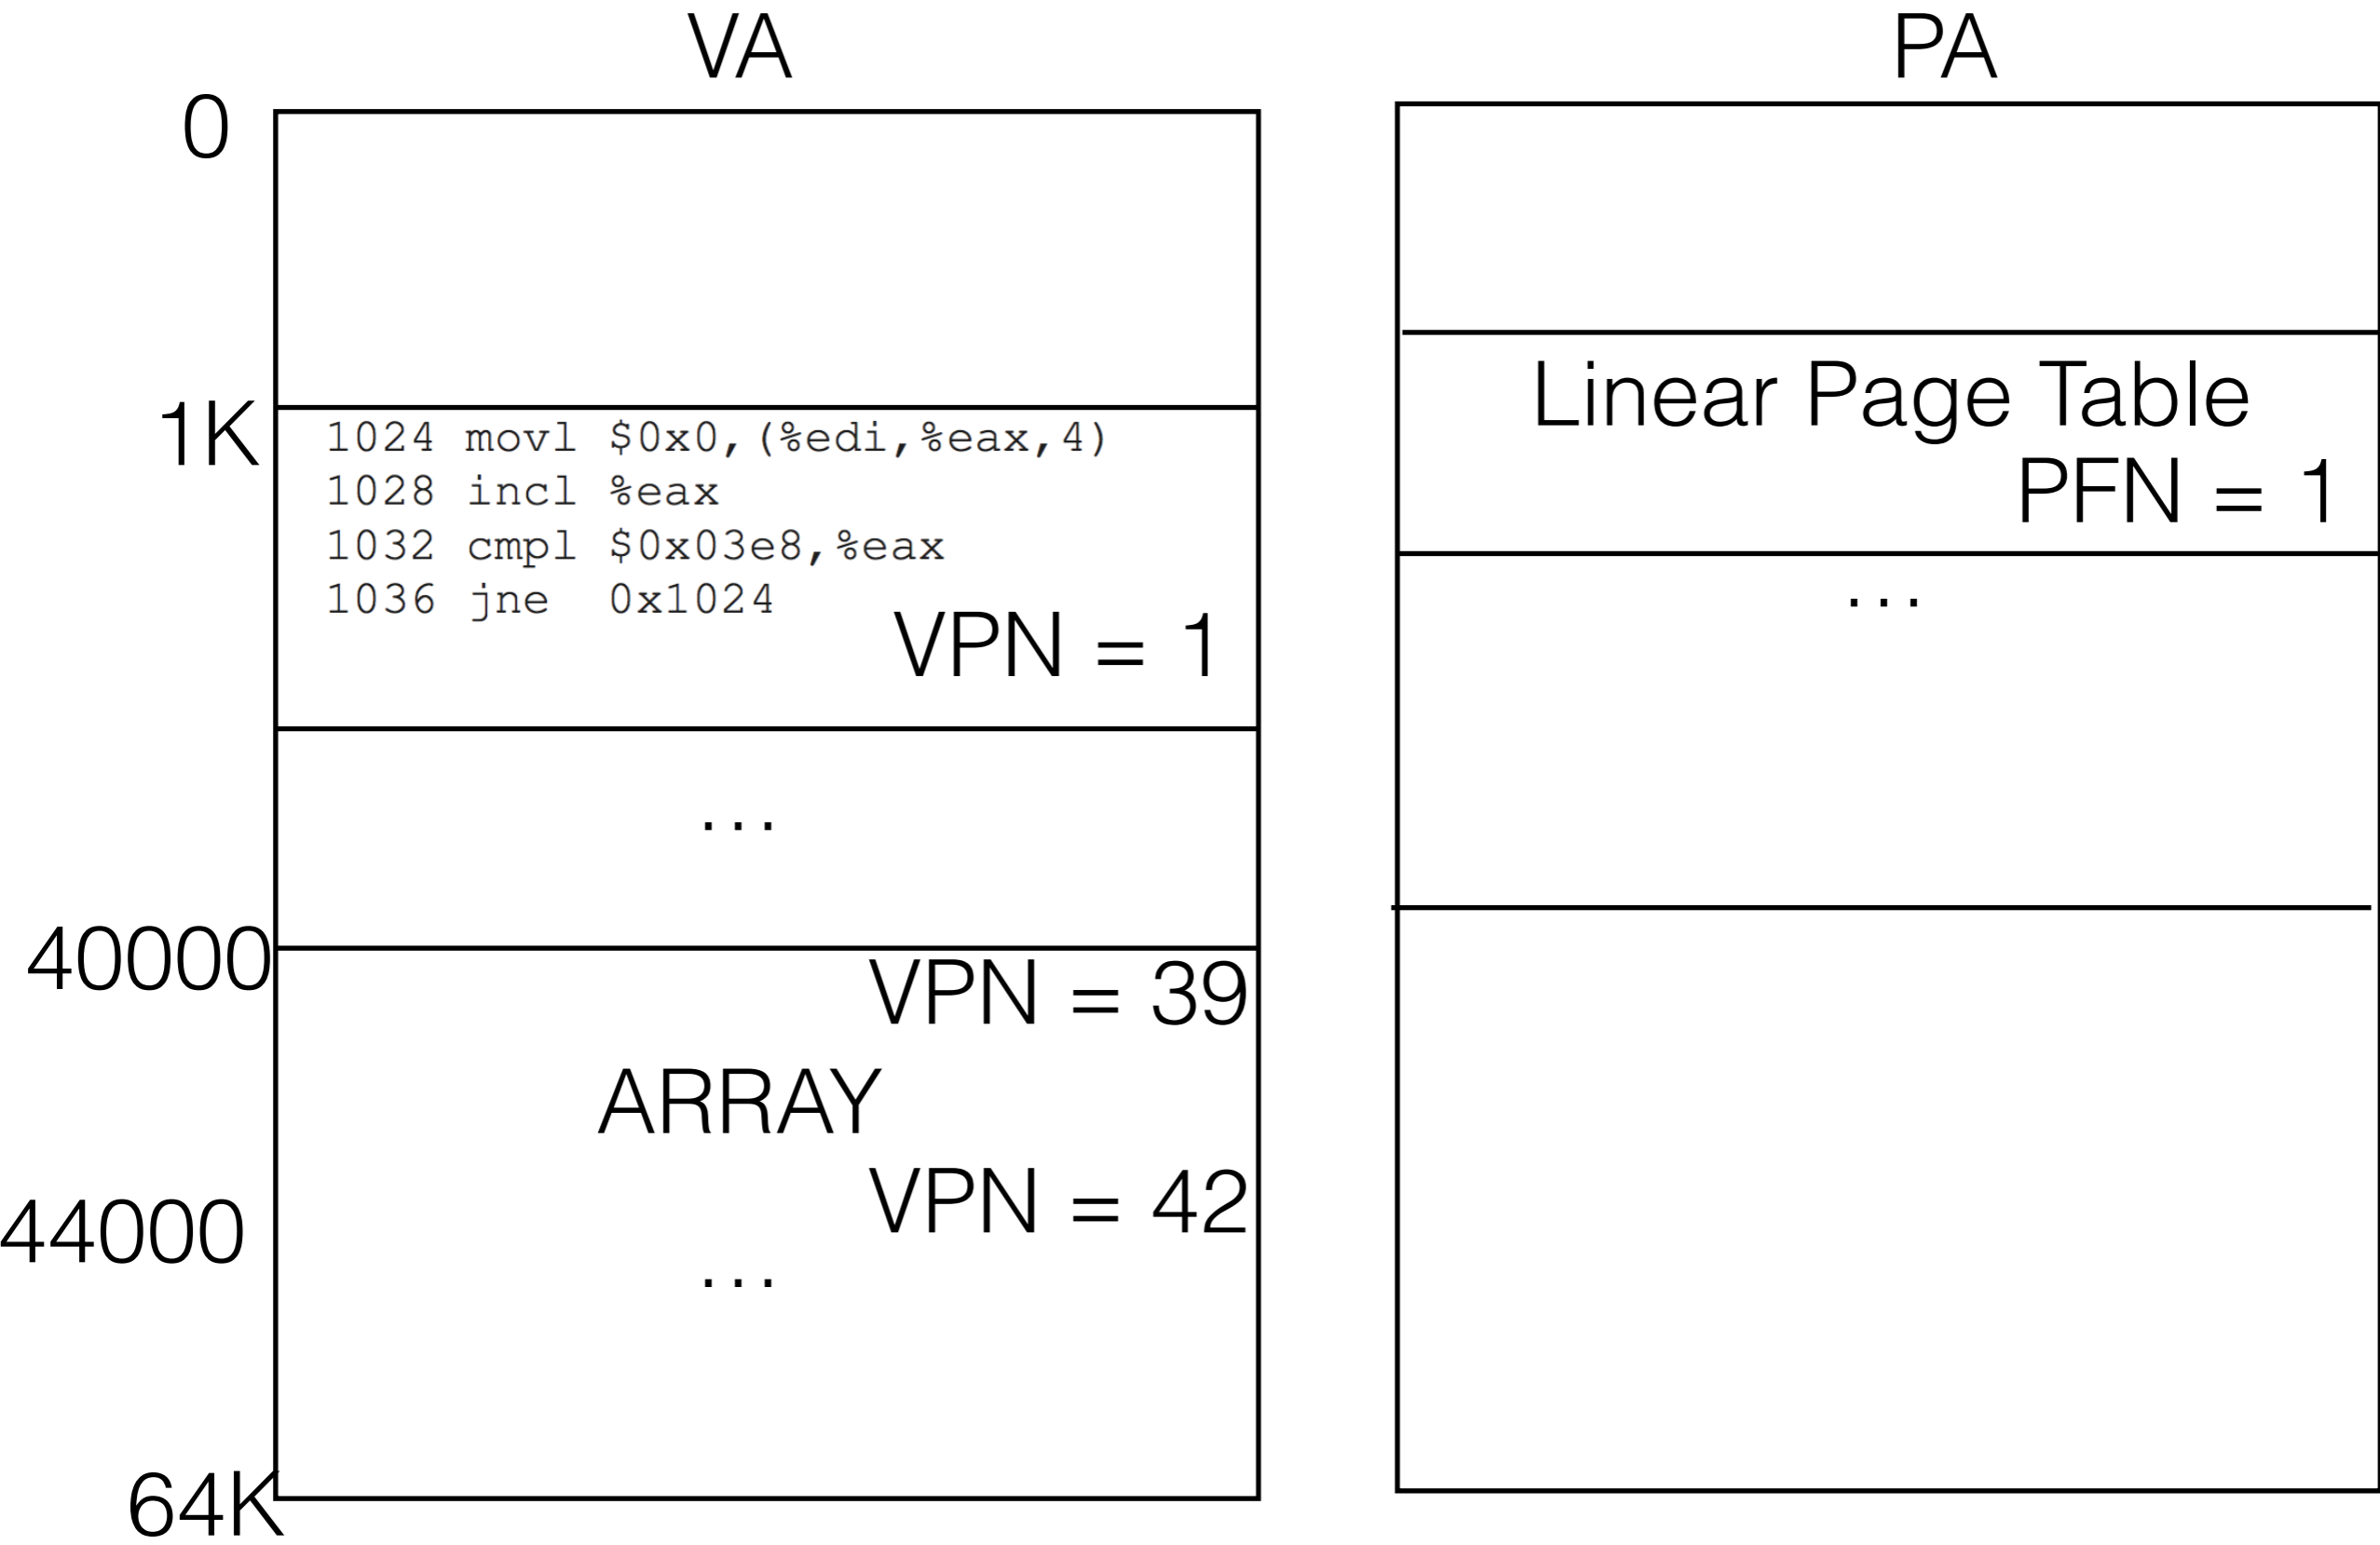 VA
0
1K
1024 movl $0x0,(%edi,%eax,4)
1028 incl %eax
1032 cmpl $0x03e8,%eax
1036 jne 0x1024
VPN = 1
...
40000
VPN = 39
ARRAY
VPN = 42
44000
...
64K
PA
Linear Page Table
PFN = 1
...